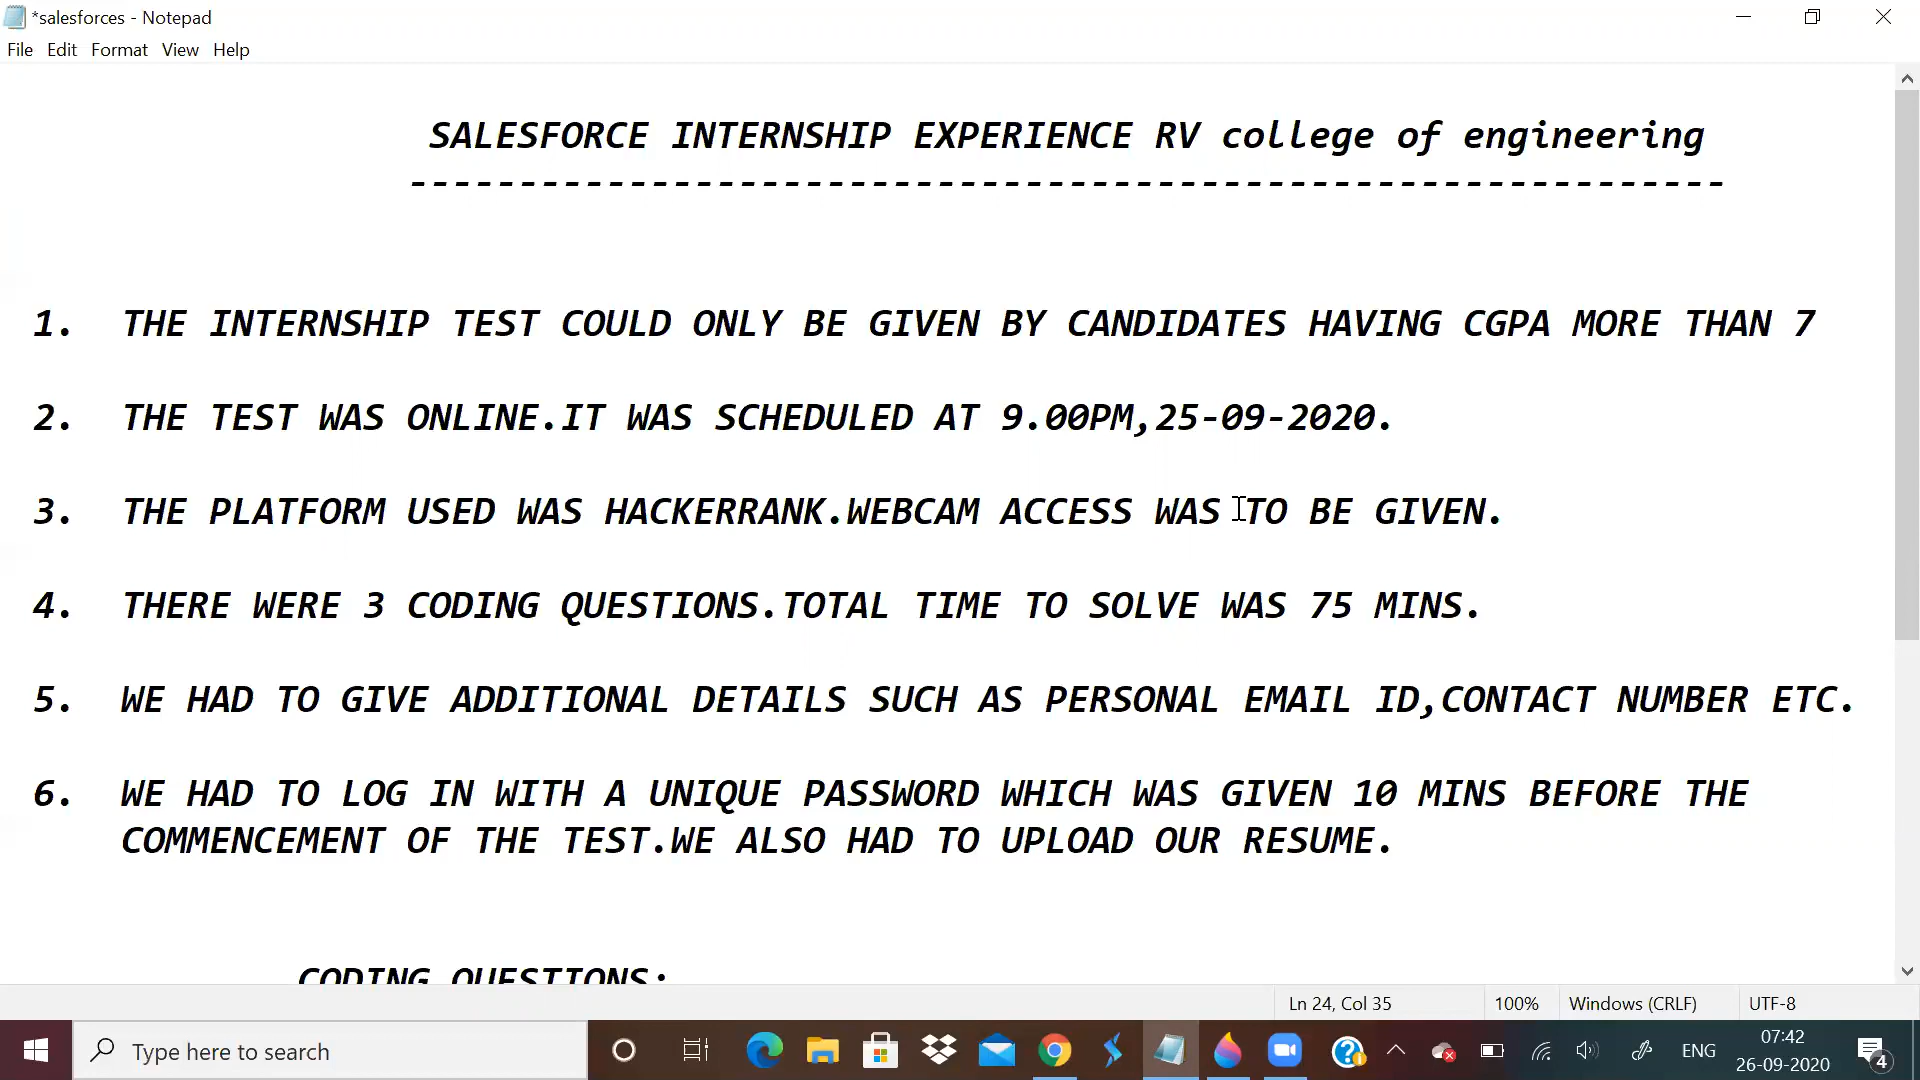 *salesforces - Notepad
File Edit Format View Help
SALESFORCE INTERNSHIP EXPERIENCE RV college of engineering
-----------------------------------------------------------
1. THE INTERNSHIP TEST COULD ONLY BE GIVEN BY CANDIDATES HAVING CGPA MORE THAN 7
2. THE TEST WAS ONLINE.IT WAS SCHEDULED AT 9.00PM,25-09-2020.
3. THE PLATFORM USED WAS HACKERRANK.WEBCAM ACCESS WAS TO BE GIVEN.
4. THERE WERE 3 CODING QUESTIONS.TOTAL TIME TO SOLVE WAS 75 MINS.
5. WE HAD TO GIVE ADDITIONAL DETAILS SUCH AS PERSONAL EMAIL ID,CONTACT NUMBER ETC.
6. WE HAD TO LOG IN WITH A UNIQUE PASSWORD WHICH WAS GIVEN 10 MINS BEFORE THE
COMMENCEMENT OF THE TEST.WE ALSO HAD TO UPLOAD OUR RESUME.
CODING QUESTIONS:
Ln 24, Col 35 100% Windows (CRLF) UTF-8
Type here to search
ENG
07:42
26-09-2020
4